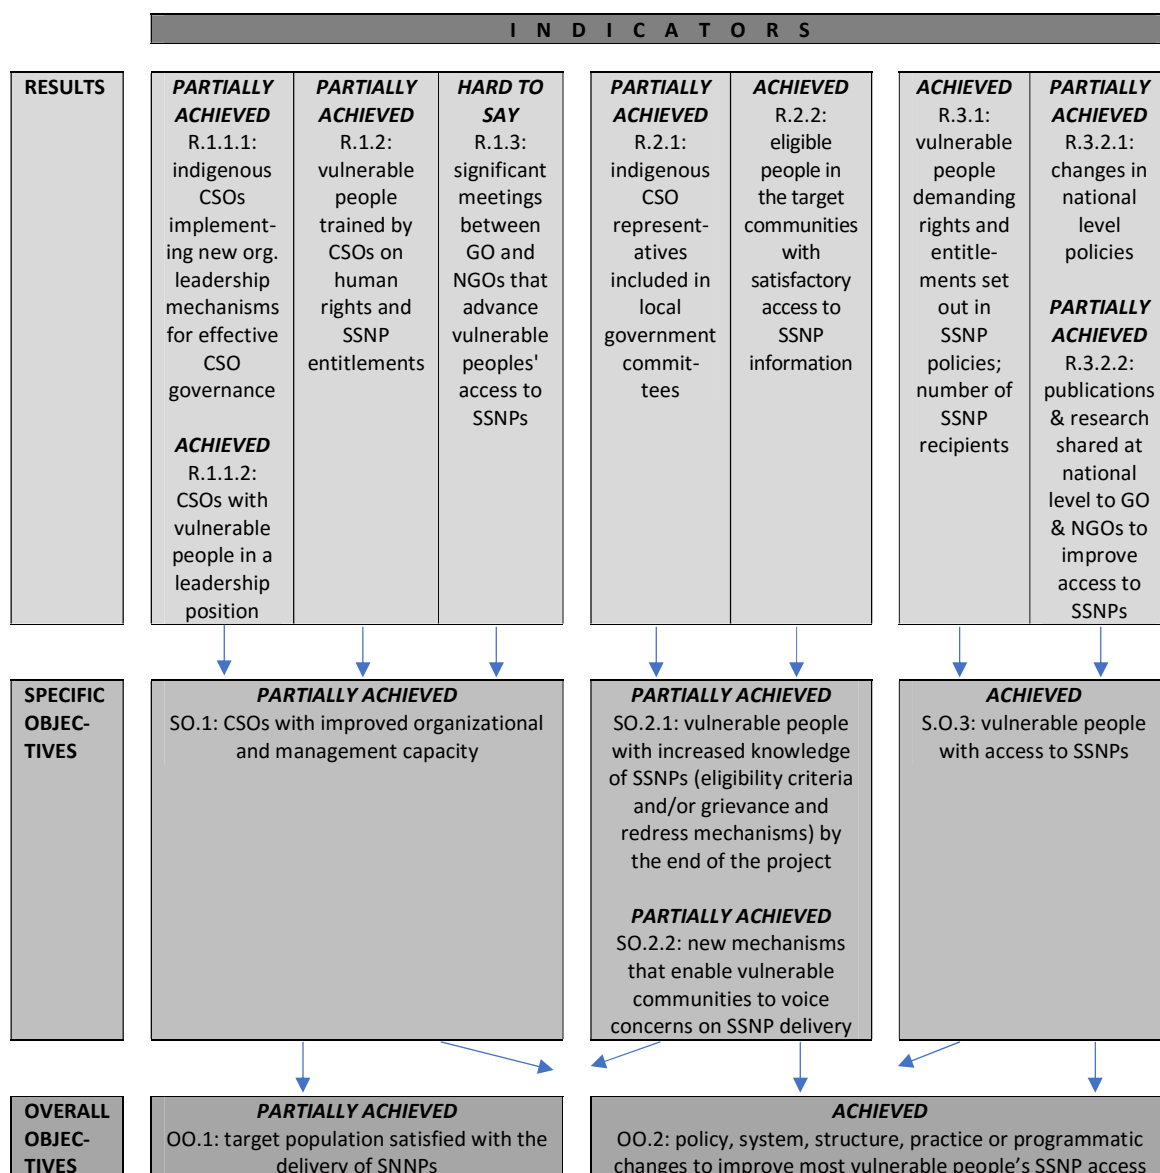 I N D I C A T O R S
RESULTS
PARTIALLY
ACHIEVED
R.1.1.1:
indigenous
CSOs
implement-
ing new org.
leadership
mechanisms
for effective
CSO
governance
ACHIEVED
R.1.1.2:
CSOs with
vulnerable
people in a
leadership
position
PARTIALLY
ACHIEVED
R.1.2:
vulnerable
people
trained by
CSOs on
human
rights and
SSNP
entitlements
HARD TO
SAY
R.1.3:
significant
meetings
between
GO and
NGOs that
advance
vulnerable
peoples'
access to
SSNPs
PARTIALLY
ACHIEVED
R.2.1:
indigenous
CSO
represent-
atives
included in
local
government
commit-
tees
ACHIEVED
R.2.2:
eligible
people in
the target
communities
with
satisfactory
access to
SSNP
information
ACHIEVED
R.3.1:
vulnerable
people
demanding
rights and
entitle-
ments set
out in
SSNP
policies;
number of
SSNP
recipients
PARTIALLY
ACHIEVED
R.3.2.1:
changes in
national
level
policies
PARTIALLY
ACHIEVED
R.3.2.2:
publications
& research
shared at
national
level to GO
& NGOs to
improve
access to
SSNPs
SPECIFIC
OBJEC-
TIVES
PARTIALLY ACHIEVED
SO.1: CSOs with improved organizational
and management capacity
PARTIALLY ACHIEVED
SO.2.1: vulnerable people
with increased knowledge
of SSNPs (eligibility criteria
and/or grievance and
redress mechanisms) by
the end of the project
PARTIALLY ACHIEVED
SO.2.2: new mechanisms
that enable vulnerable
communities to voice
concerns on SSNP delivery
ACHIEVED
S.O.3: vulnerable people
with access to SSNPs
OVERALL
OBJEC-
TIVES
PARTIALLY ACHIEVED
OO.1: target population satisfied with the
delivery of SNNPs
ACHIEVED
OO.2: policy, system, structure, practice or programmatic
changes to improve most vulnerable people’s SSNP access